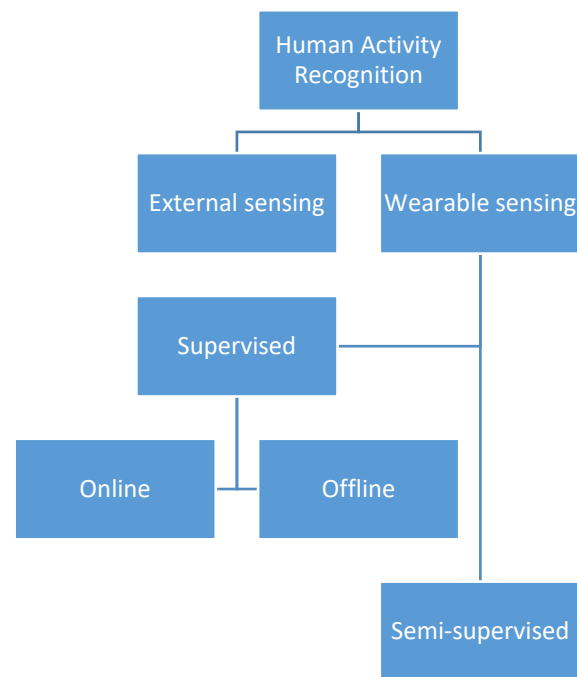 Human Activity
Recognition
External sensing
Wearable sensing
Supervised
Online
Offline
Semi-supervised